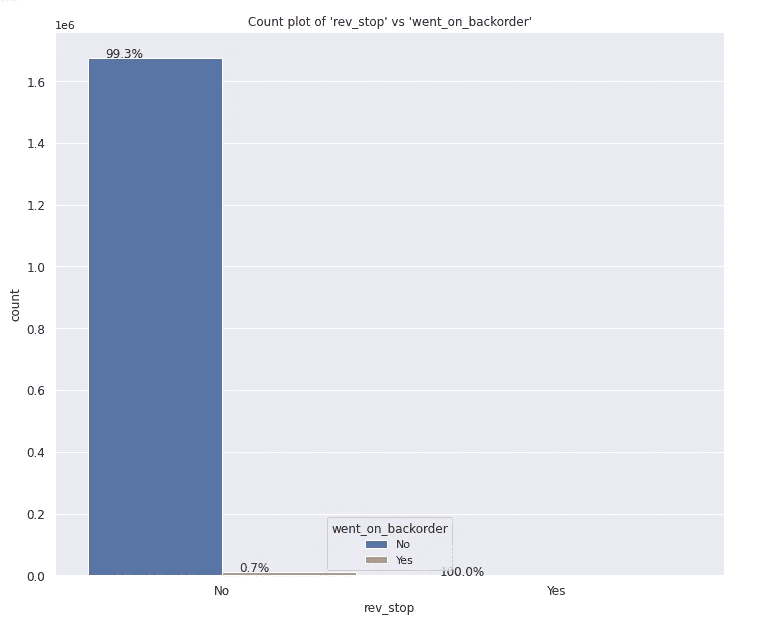 Count plot of 'rev_stop' vs 'went_on_backorder'
1e6
99.3%
1.6
1.4
1.2
1.0
0.8
0.6
0.4
0.2
0.0
count
went_on_backorder
No
Yes
0.7%
100.0%
No
Yes
rev_stop